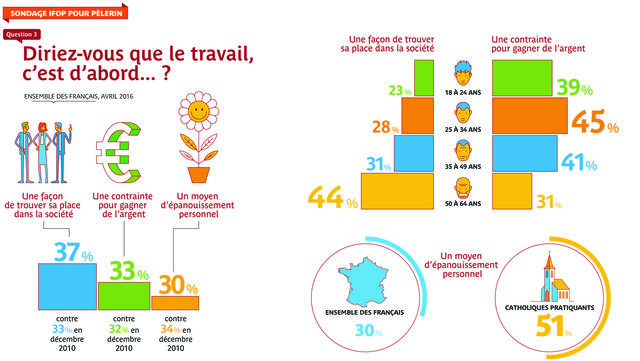 SONDAGE IFOP POUR PÈLERIN
Question 3
Diriez-vous que le travail,
c'est d'abord... ?
ENSEMBLE DES FRANÇAIS, AVRIL 2016
Une façon
de trouver sa place
dans la société
Une contrainte
pour gagner
de l'argent
Un moyen
d'épanouissement
personnel
37%
33%
30%
contre
33% en
décembre
2010
contre
32% en
décembre
2010
contre
34% en
décembre
2010
Une façon de trouver
sa place dans la société
Une contrainte
pour gagner de l'argent
23%
18 À 24 ANS
39%
28%
25 À 34 ANS
45%
31%
35 À 49 ANS
41%
44%
50 À 64 ANS
31%
Un moyen
d'épanouissement
personnel
ENSEMBLE DES FRANÇAIS
30%
CATHOLIQUES PRATIQUANTS
51%